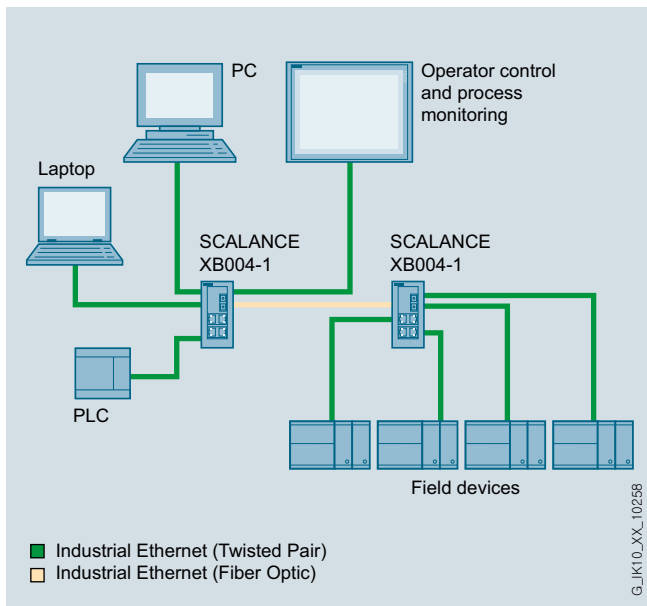 PC
Operator control
and process
monitoring
Laptop
SCALANCE
XB004-1
SCALANCE
XB004-1
PLC
Field devices
Industrial Ethernet (Twisted Pair)
Industrial Ethernet (Fiber Optic)
G_IK10_XX_10258